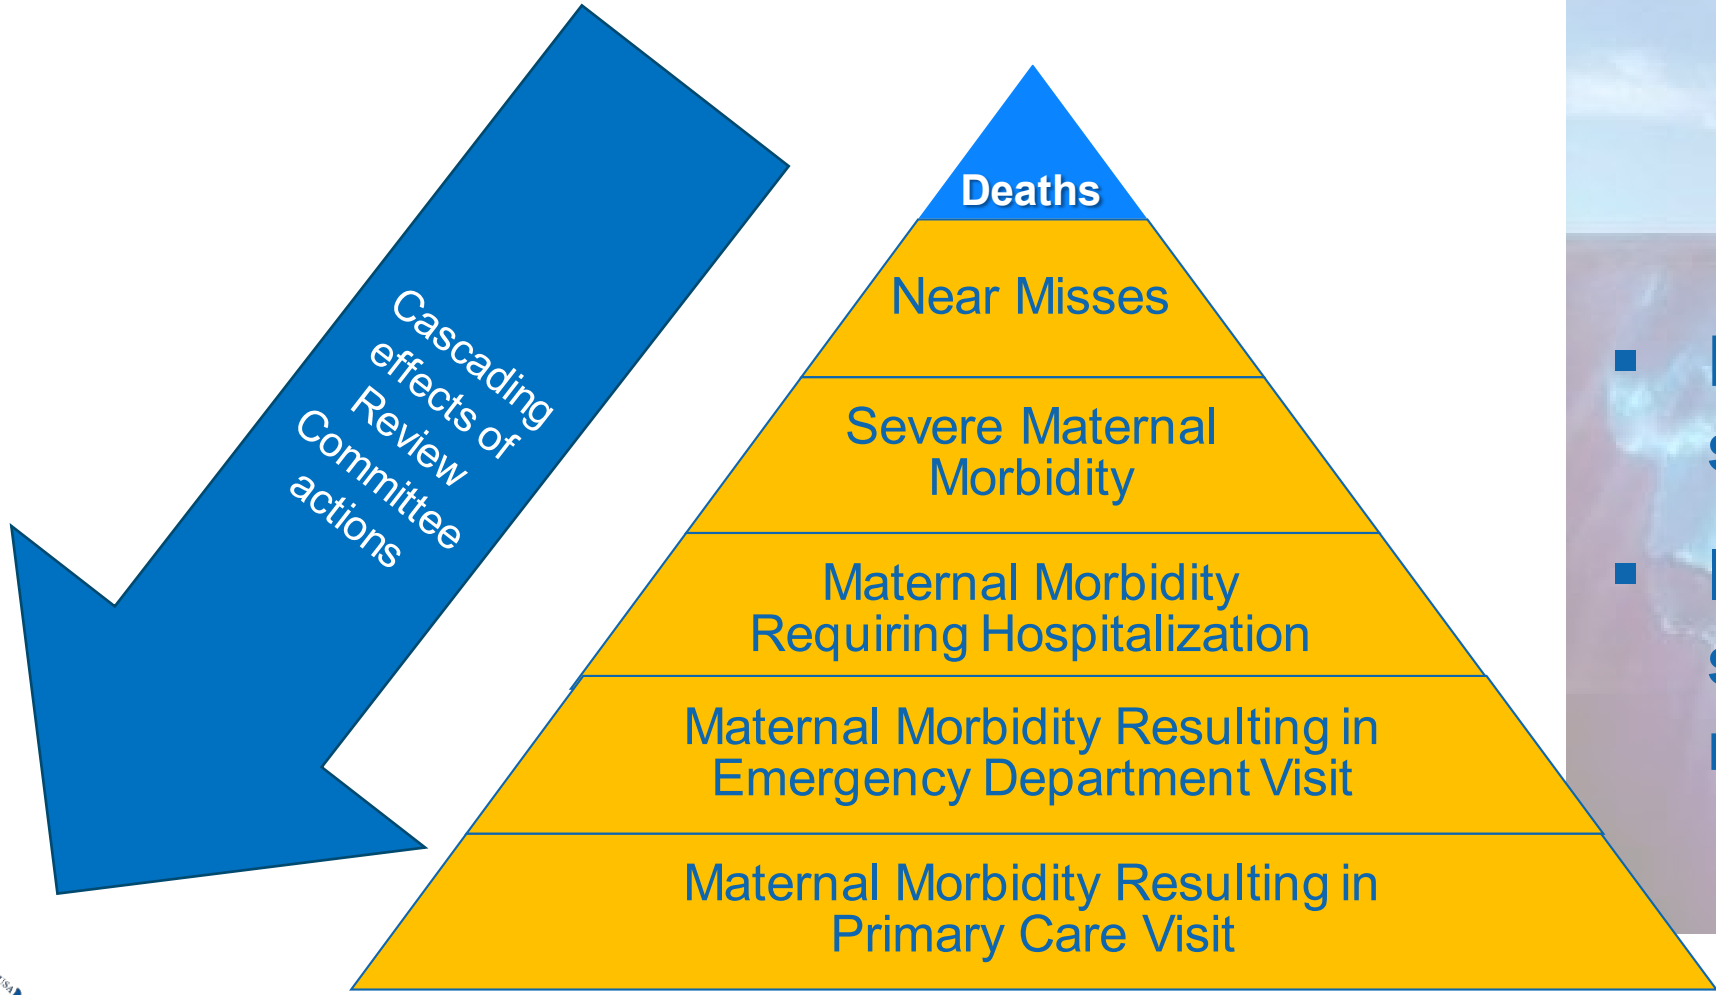 Cascading
effects of
Review
Committee
actions
Deaths
Near Misses
Severe Maternal
Morbidity
Maternal Morbidity
Requiring Hospitalization
Maternal Morbidity Resulting in
Emergency Department Visit
Maternal Morbidity Resulting in
Primary Care Visit